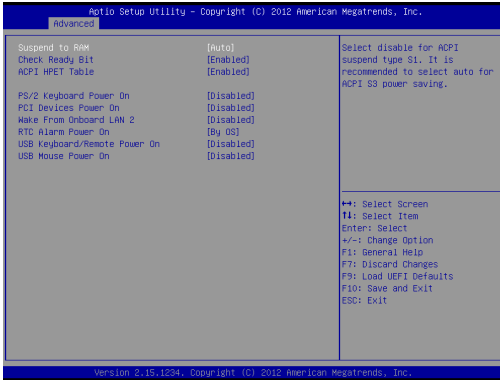 Aptio Setup Utility - Copyright (C) 2012 American Megatrends, Inc.
Advanced
Suspend to RAM [Auto]
Check Ready Bit [Enabled]
ACPI HPET Table [Enabled]
PS/2 Keyboard Power On [Disabled]
PCI Devices Power On [Disabled]
Wake From Onboard LAN 2 [Disabled]
RTC Alarm Power On [By OS]
USB Keyboard/Remote Power On [Disabled]
USB Mouse Power On [Disabled]
Select disable for ACPI
suspend type S1. It is
recommended to select auto for
ACPI S3 power saving.
↔: Select Screen
↑↓: Select Item
Enter: Select
+/-: Change Option
F1: General Help
F7: Discard Changes
F9: Load UEFI Defaults
F10: Save and Exit
ESC: Exit
Version 2.15.1234. Copyright (C) 2012 American Megatrends, Inc.